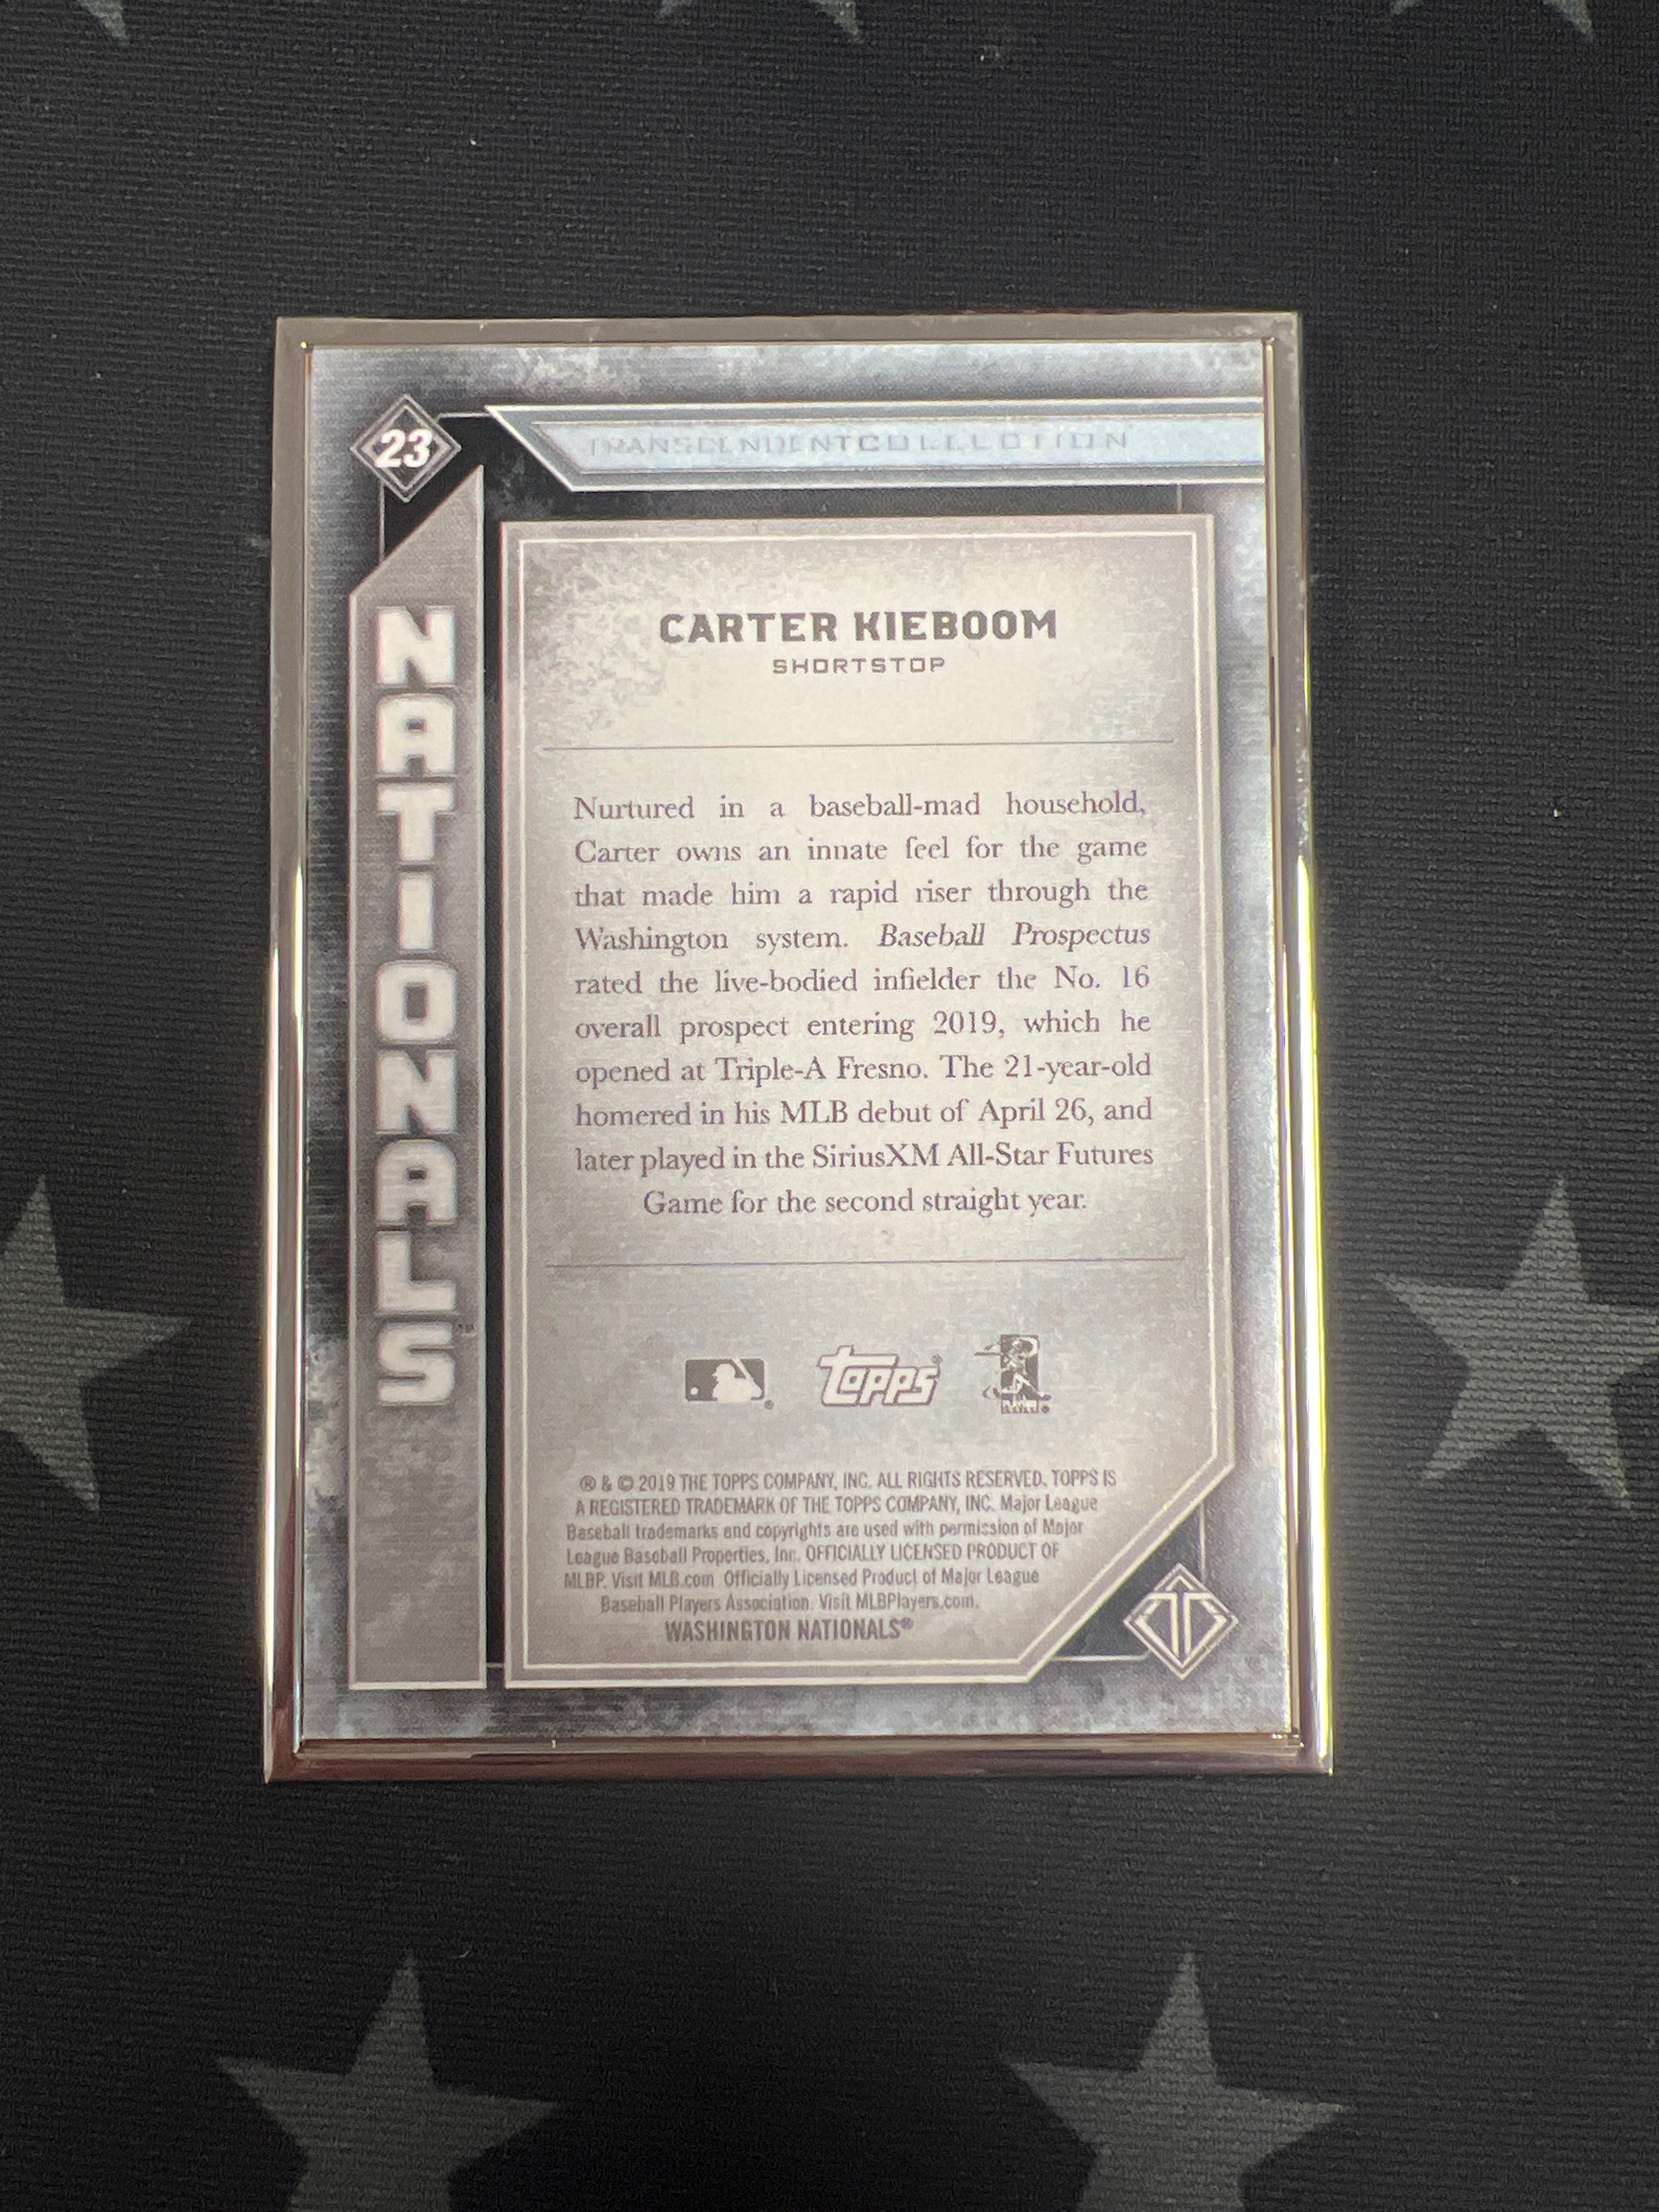 23
TRANSCENDENTCOLLECTION
NATIONALS
CARTER KIEBOOM
SHORTSTOP
Nurtured in a baseball-mad household,
Carter owns an innate feel for the game
that made him a rapid riser through the
Washington system. Baseball Prospectus
rated the live-bodied infielder the No. 16
overall prospect entering 2019, which he
opened at Triple-A Fresno. The 21-year-old
homered in his MLB debut of April 26, and
later played in the SiriusXM All-Star Futures
Game for the second straight year.
topps®
® & © 2019 THE TOPPS COMPANY, INC. ALL RIGHTS RESERVED. TOPPS IS
A REGISTERED TRADEMARK OF THE TOPPS COMPANY, INC. Major League
Baseball trademarks and copyrights are used with permission of Major
League Baseball Properties, Inc. OFFICIALLY LICENSED PRODUCT OF
MLBP. Visit MLB.com Officially Licensed Product of Major League
Baseball Players Association. Visit MLBPlayers.com.
WASHINGTON NATIONALS®